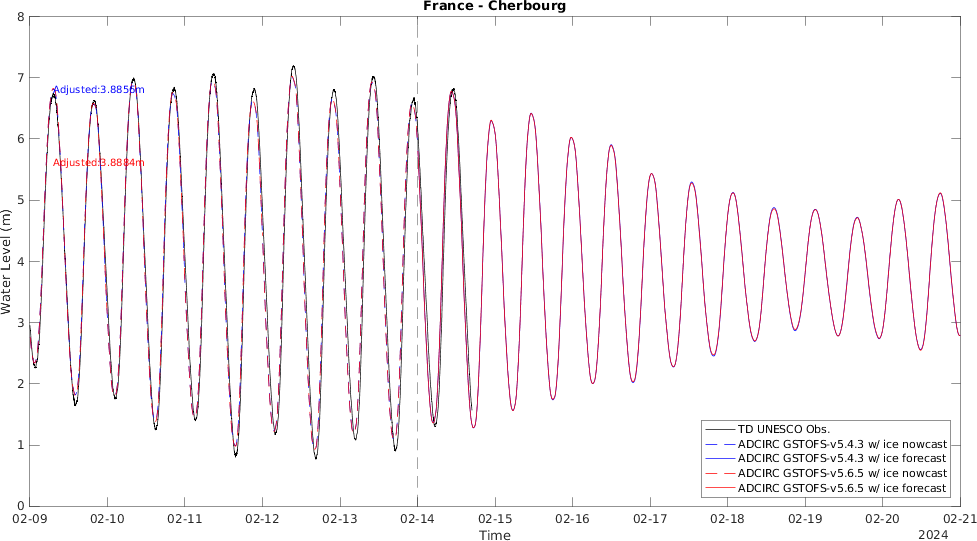 France - Cherbourg
8
7
6
5
4
3
2
1
0
Water Level (m)
Adjusted:3.8856m
Adjusted:3.8884m
TD UNESCO Obs.
ADCIRC GSTOFS-v5.4.3 w/ ice nowcast
ADCIRC GSTOFS-v5.4.3 w/ ice forecast
ADCIRC GSTOFS-v5.6.5 w/ ice nowcast
ADCIRC GSTOFS-v5.6.5 w/ ice forecast
02-09 02-10 02-11 02-12 02-13 02-14 02-15 02-16 02-17 02-18 02-19 02-20 02-21
Time
2024